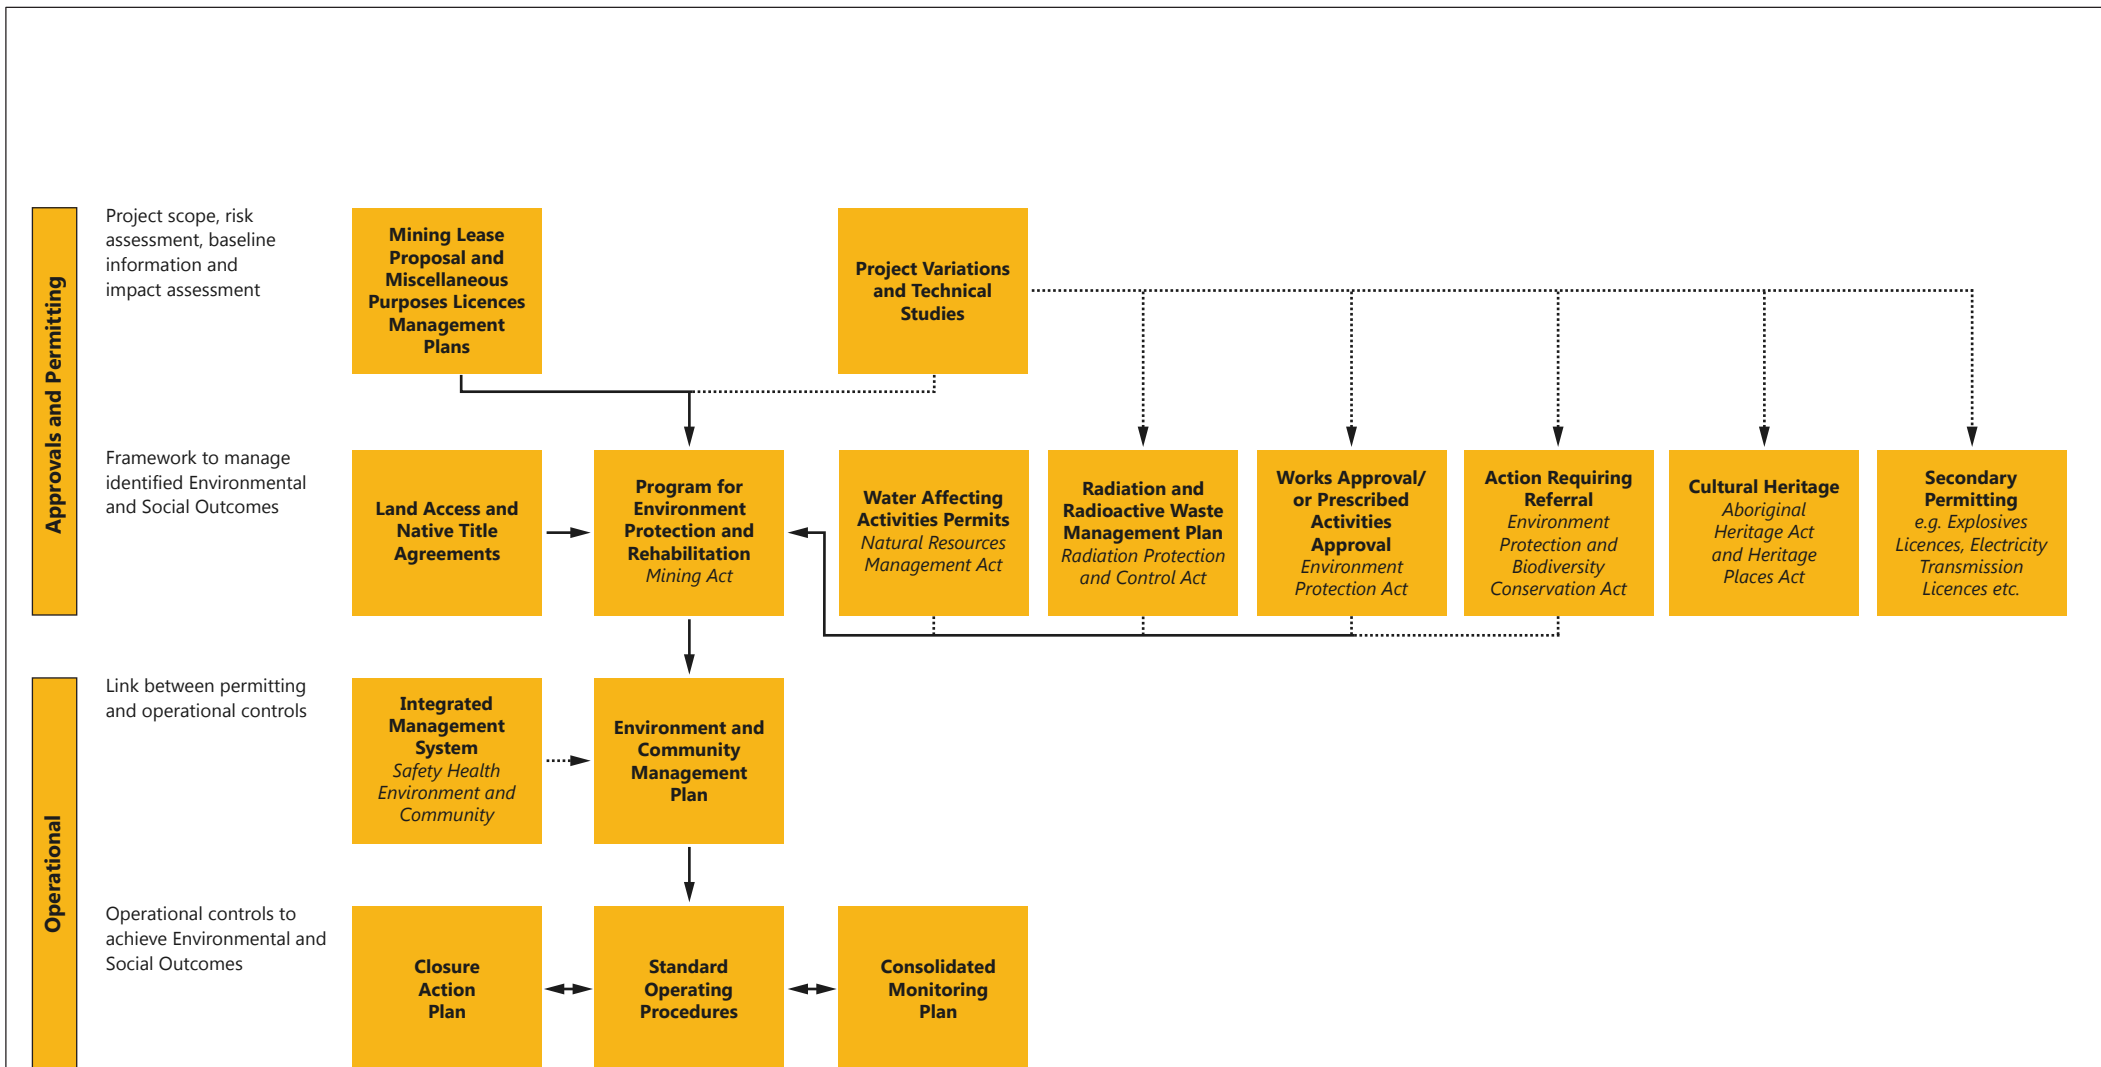 Approvals and Permitting
Project scope, risk
assessment, baseline
information and
impact assessment
Mining Lease
Proposal and
Miscellaneous
Purposes Licences
Management
Plans
Project Variations
and Technical
Studies
Framework to manage
identified Environmental
and Social Outcomes
Land Access and
Native Title
Agreements
Program for
Environment
Protection and
Rehabilitation
Mining Act
Water Affecting
Activities Permits
Natural Resources
Management Act
Radiation and
Radioactive Waste
Management Plan
Radiation Protection
and Control Act
Works Approval/
or Prescribed
Activities
Approval
Environment
Protection Act
Action Requiring
Referral
Environment
Protection and
Biodiversity
Conservation Act
Cultural Heritage
Aboriginal
Heritage Act
and Heritage
Places Act
Secondary
Permitting
e.g. Explosives
Licences, Electricity
Transmission
Licences etc.
Operational
Link between permitting
and operational controls
Integrated
Management
System
Safety Health
Environment and
Community
Environment and
Community
Management
Plan
Operational controls to
achieve Environmental and
Social Outcomes
Closure
Action
Plan
Standard
Operating
Procedures
Consolidated
Monitoring
Plan